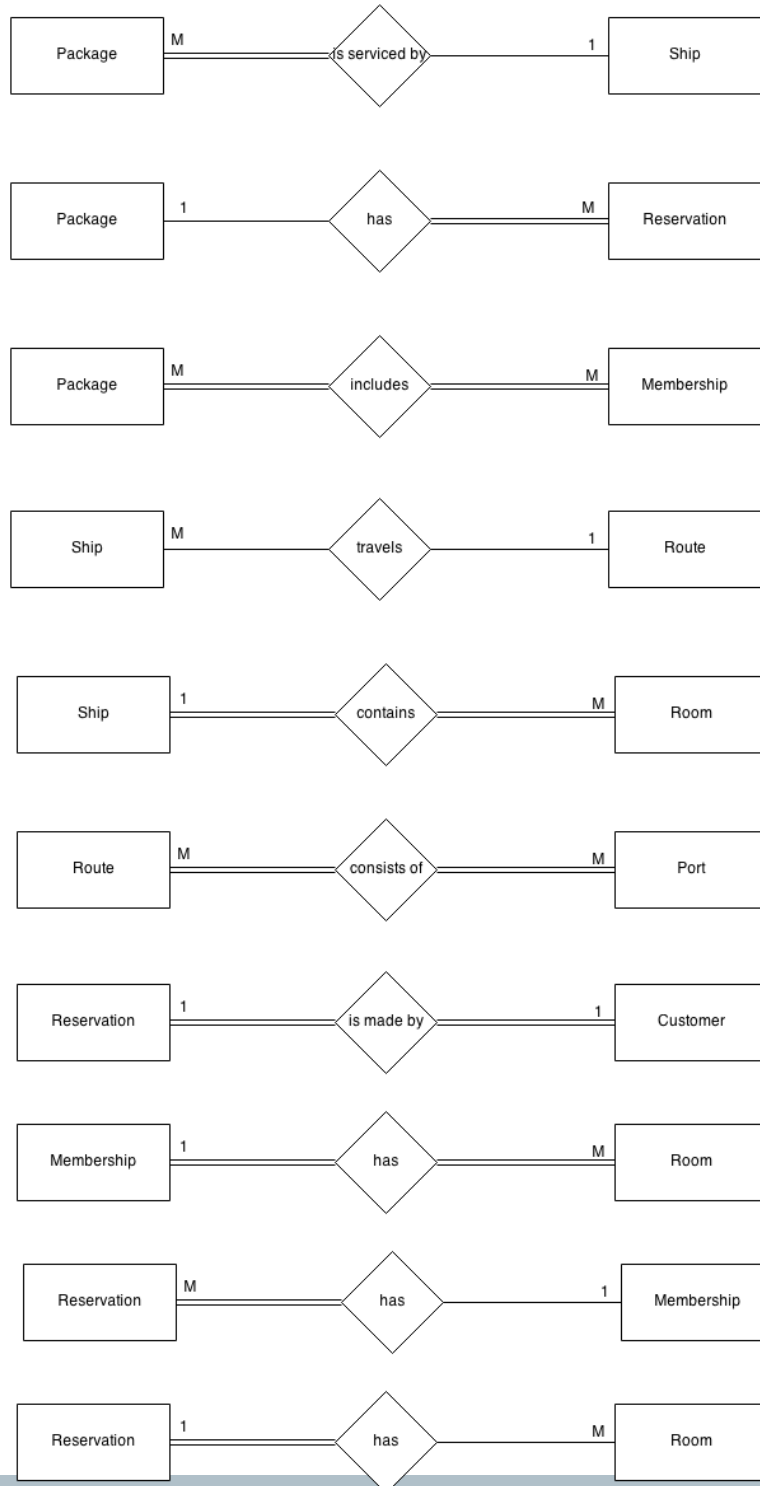 M
Package
is serviced by
1
Ship
Package
1
has
M
Reservation
Package
M
includes
M
Membership
Ship
M
travels
1
Route
Ship
1
contains
M
Room
Route
M
consists of
M
Port
Reservation
1
is made by
1
Customer
Membership
1
has
M
Room
Reservation
M
has
1
Membership
Reservation
1
has
M
Room